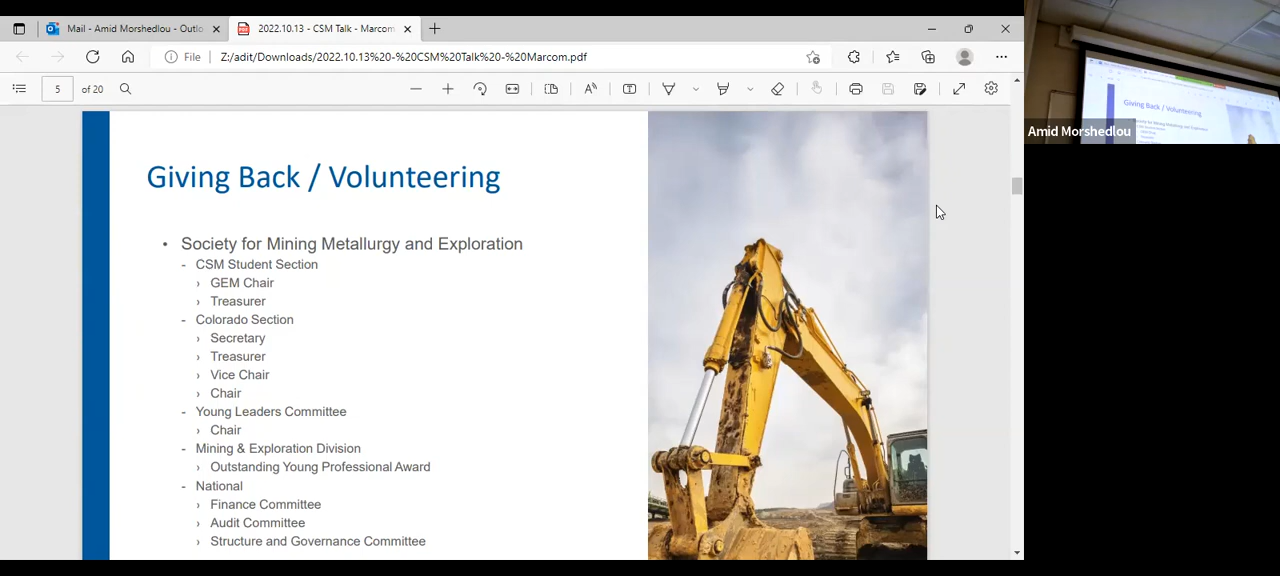 Mail - Amid Morshedlou - Outlo
2022.10.13 - CSM Talk - Marcom
File
Z:/adit/Downloads/2022.10.13%20-%20CSM%20Talk%20-%20Marcom.pdf
5 of 20
Giving Back / Volunteering
• Society for Mining Metallurgy and Exploration
- CSM Student Section
› GEM Chair
› Treasurer
- Colorado Section
› Secretary
› Treasurer
› Vice Chair
› Chair
- Young Leaders Committee
› Chair
- Mining & Exploration Division
› Outstanding Young Professional Award
- National
› Finance Committee
› Audit Committee
› Structure and Governance Committee
Giving Back / Volunteering
Amid Morshedlou